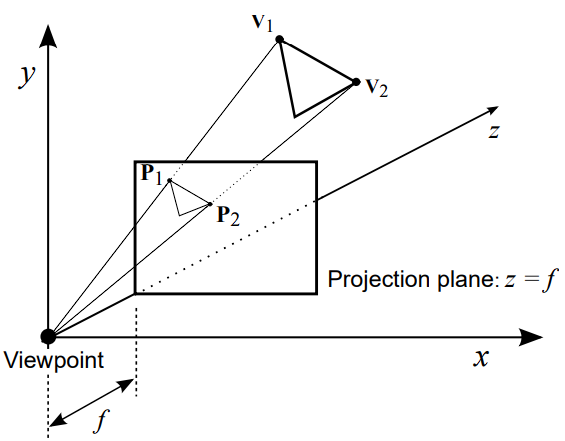 V1
y
V2
z
P1
P2
Projection plane: z = f
Viewpoint
x
f